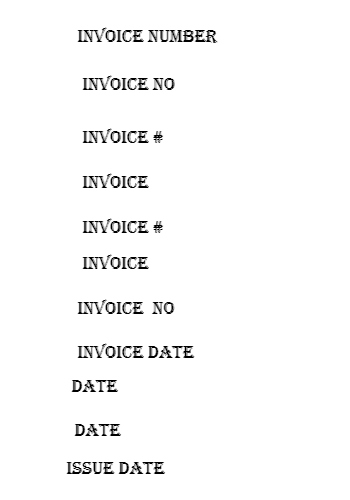 INVOICE NUMBER
INVOICE NO
INVOICE #
INVOICE
INVOICE #
INVOICE
INVOICE  NO
INVOICE DATE
DATE
DATE
ISSUE DATE